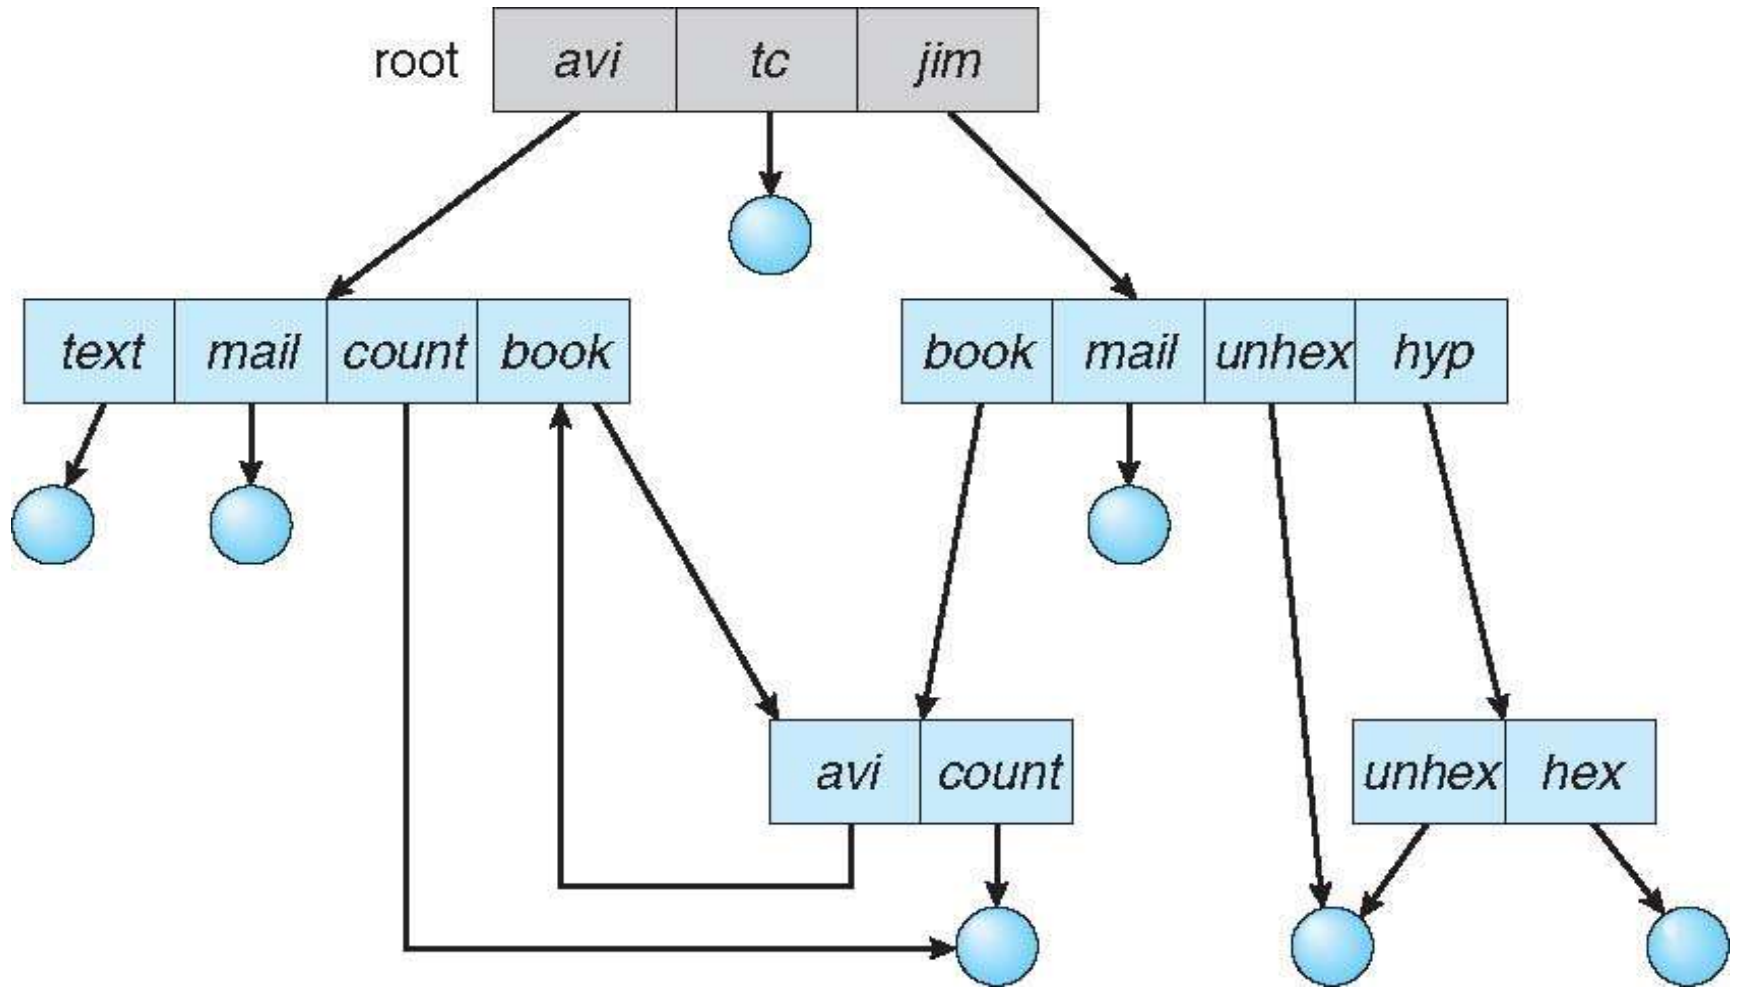 root avi tc jim
text mail count book book mail unhex hyp
avi count unhex hex